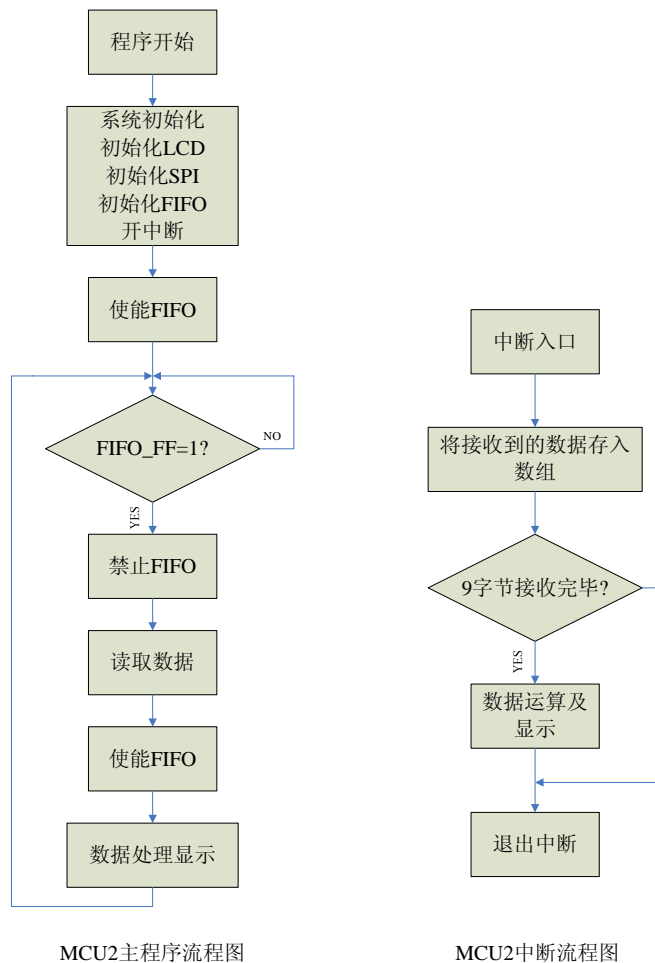 程序开始
系统初始化
初始化LCD
初始化SPI
初始化FIFO
开中断
使能FIFO
FIFO_FF=1?
NO
YES
禁止FIFO
读取数据
使能FIFO
数据处理显示
MCU2主程序流程图
中断入口
将接收到的数据存入
数组
9字节接收完毕?
YES
数据运算及
显示
退出中断
MCU2中断流程图